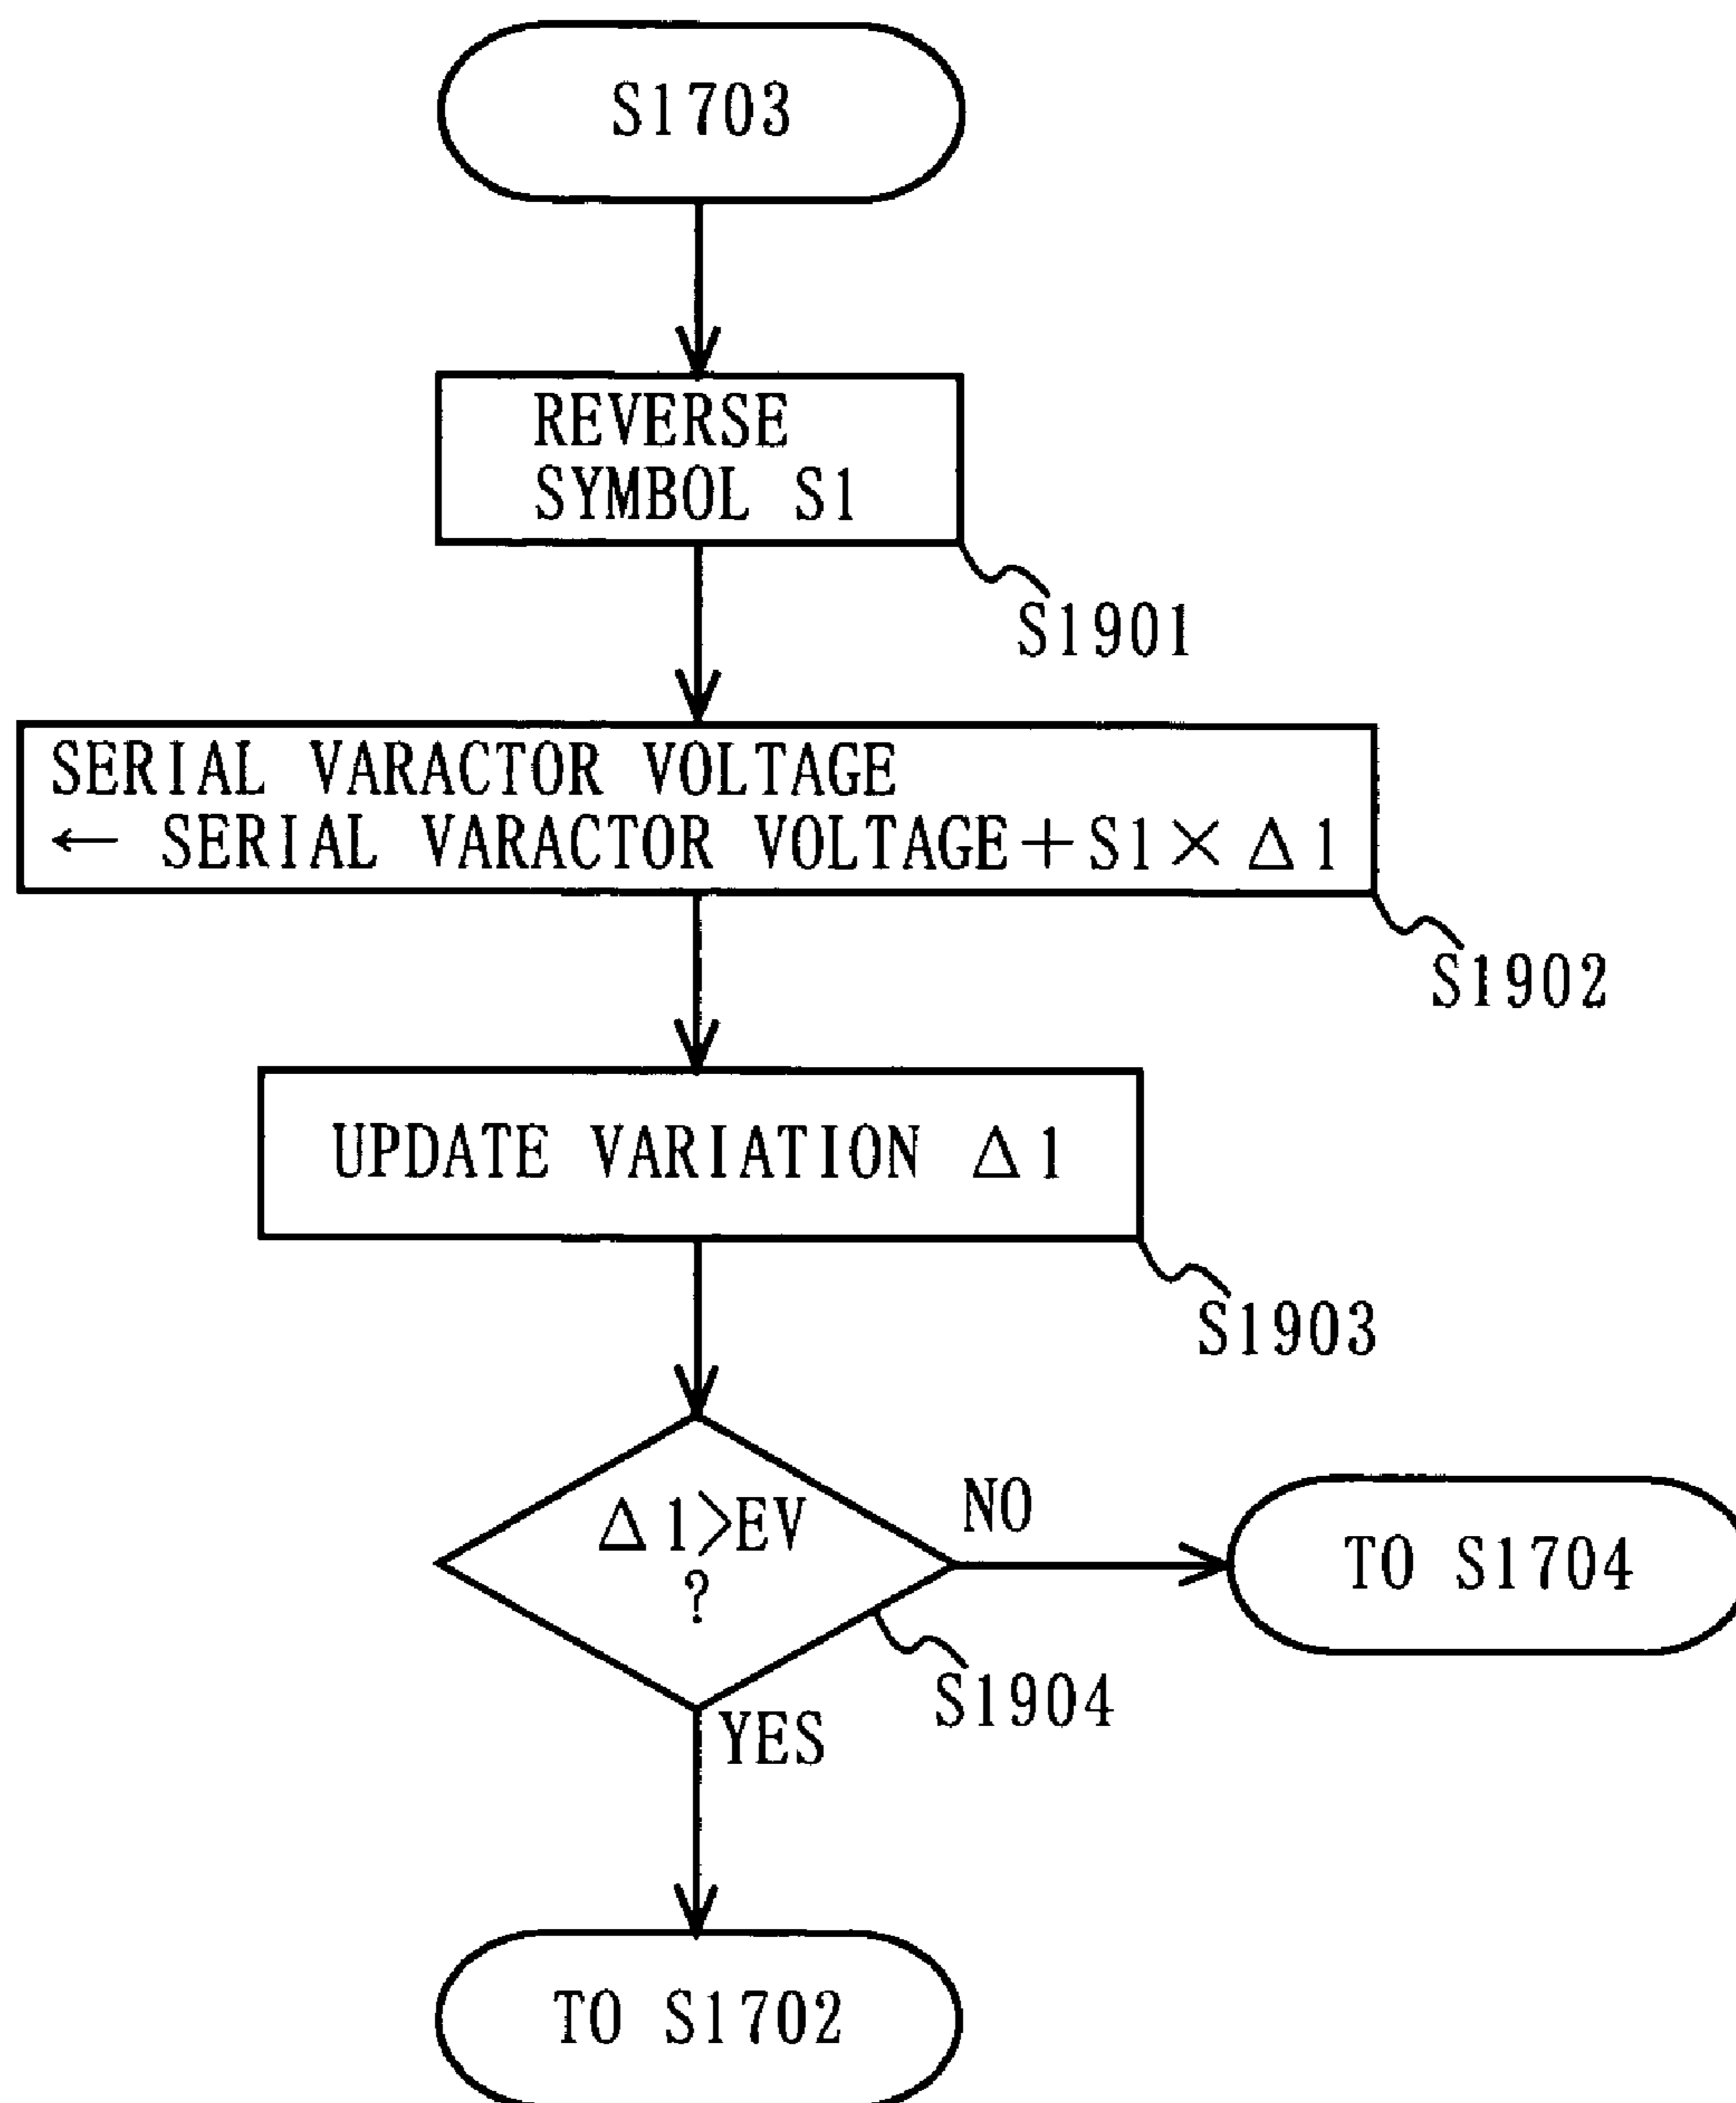 S1703
REVERSE
SYMBOL S1
S1901
SERIAL VARACTOR VOLTAGE
← SERIAL VARACTOR VOLTAGE+S1×Δ1
S1902
UPDATE VARIATION Δ1
S1903
Δ1>EV
?
NO
TO S1704
S1904
YES
TO S1702